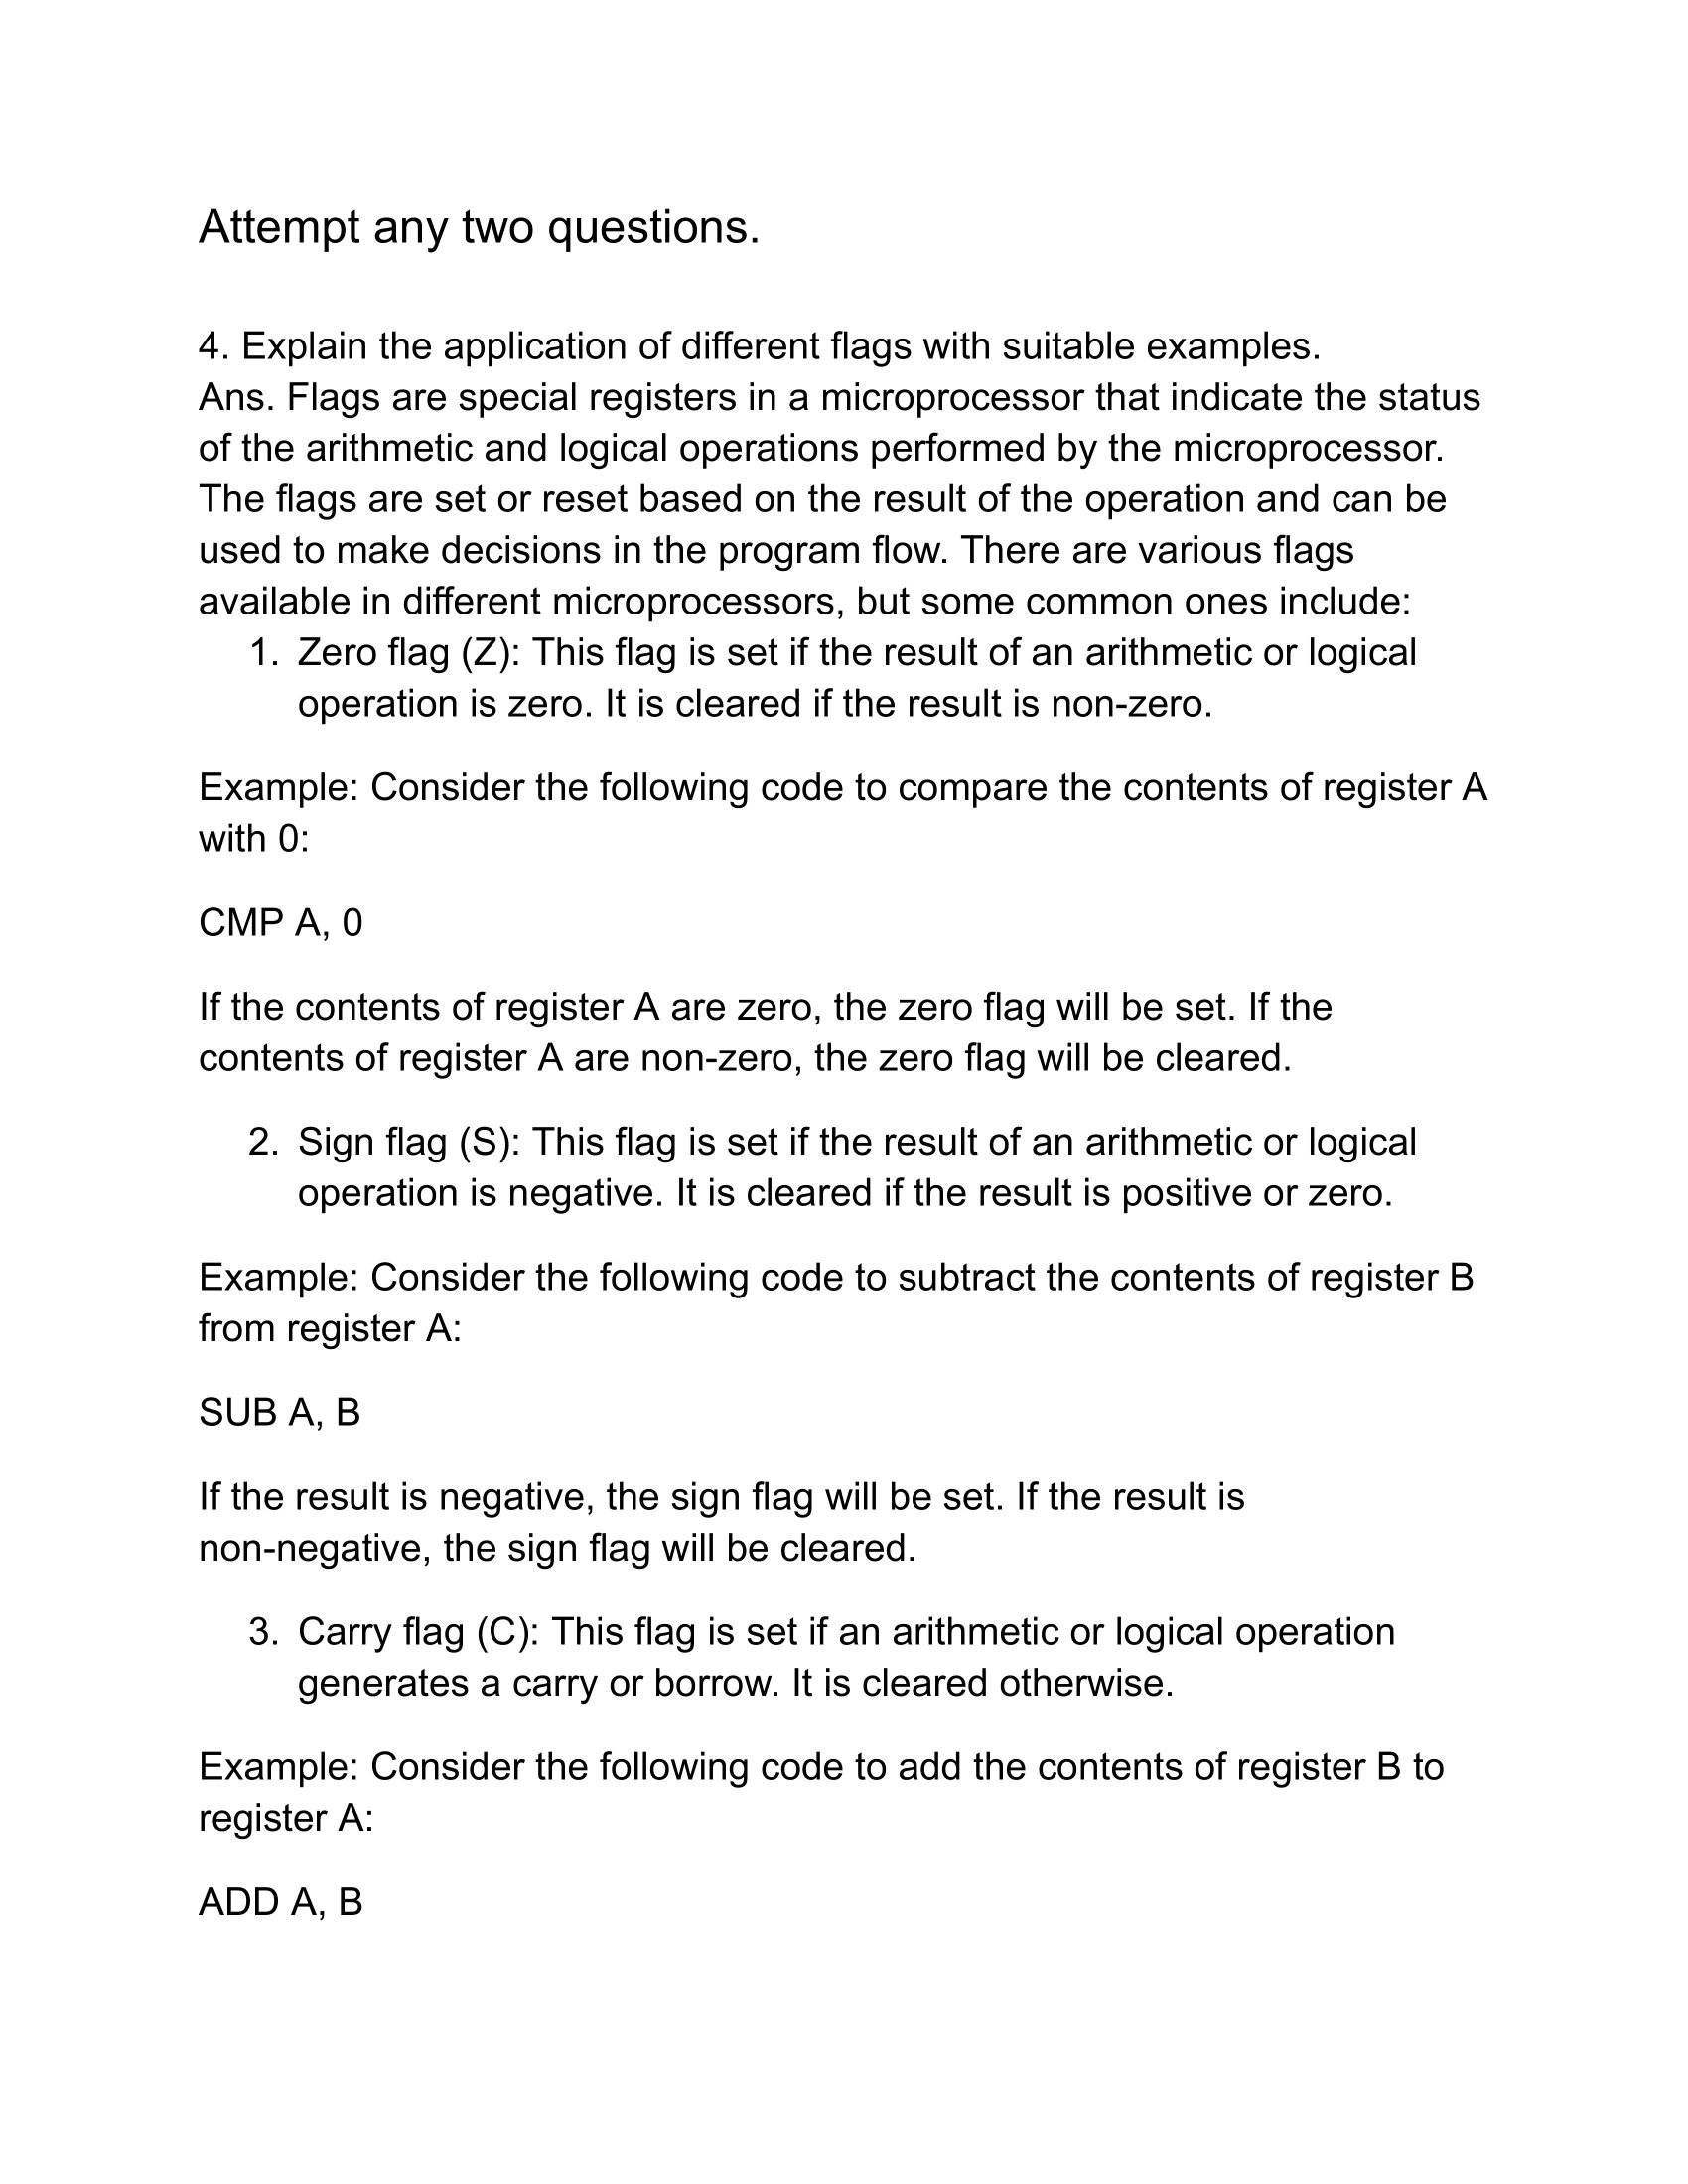 Attempt any two questions.
4. Explain the application of different flags with suitable examples.
Ans. Flags are special registers in a microprocessor that indicate the status
of the arithmetic and logical operations performed by the microprocessor.
The flags are set or reset based on the result of the operation and can be
used to make decisions in the program flow. There are various flags
available in different microprocessors, but some common ones include:
1. Zero flag (Z): This flag is set if the result of an arithmetic or logical
operation is zero. It is cleared if the result is non-zero.
Example: Consider the following code to compare the contents of register A
with 0:
CMP A, 0
If the contents of register A are zero, the zero flag will be set. If the
contents of register A are non-zero, the zero flag will be cleared.
2. Sign flag (S): This flag is set if the result of an arithmetic or logical
operation is negative. It is cleared if the result is positive or zero.
Example: Consider the following code to subtract the contents of register B
from register A:
SUB A, B
If the result is negative, the sign flag will be set. If the result is
non-negative, the sign flag will be cleared.
3. Carry flag (C): This flag is set if an arithmetic or logical operation
generates a carry or borrow. It is cleared otherwise.
Example: Consider the following code to add the contents of register B to
register A:
ADD A, B